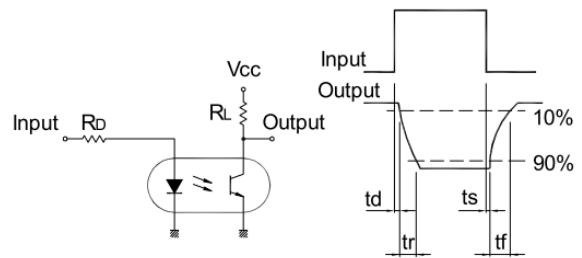 Vcc
RL
Input
RD
Output
Input
Output
10%
90%
td
ts
tr
tf